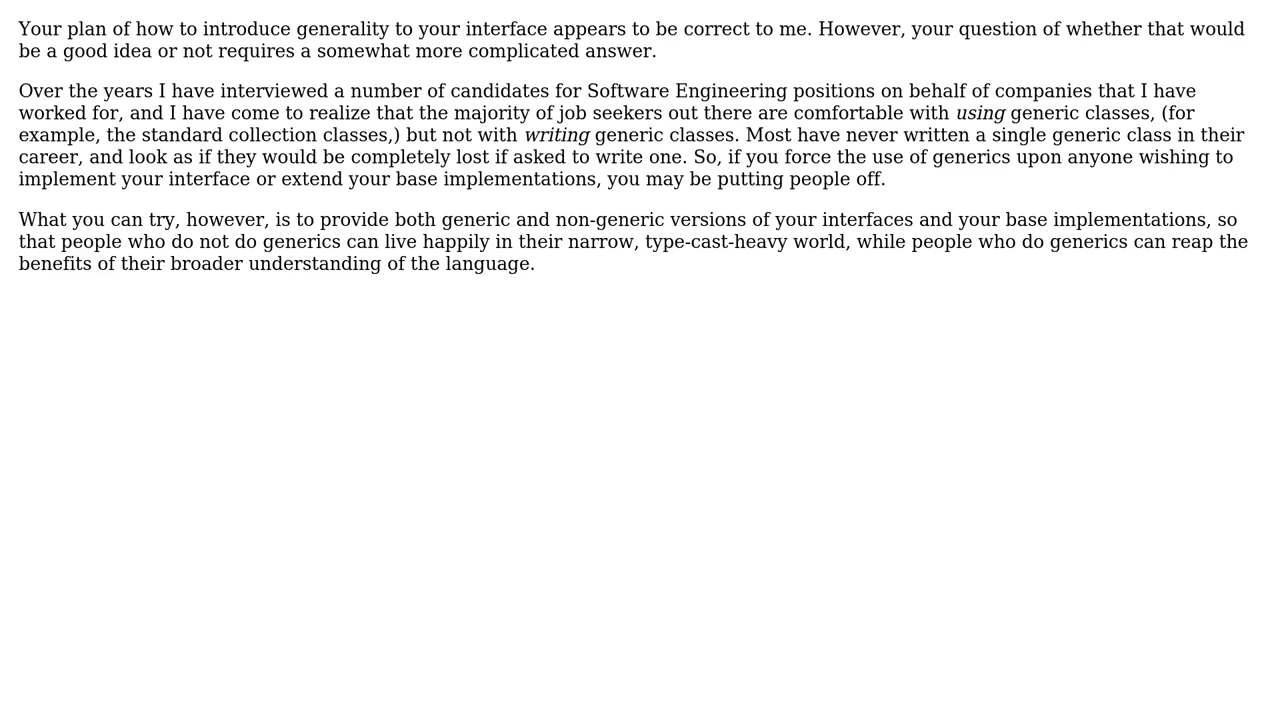 Your plan of how to introduce generality to your interface appears to be correct to me. However, your question of whether that would
be a good idea or not requires a somewhat more complicated answer.
Over the years I have interviewed a number of candidates for Software Engineering positions on behalf of companies that I have
worked for, and I have come to realize that the majority of job seekers out there are comfortable with using generic classes, (for
example, the standard collection classes,) but not with writing generic classes. Most have never written a single generic class in their
career, and look as if they would be completely lost if asked to write one. So, if you force the use of generics upon anyone wishing to
implement your interface or extend your base implementations, you may be putting people off.
What you can try, however, is to provide both generic and non-generic versions of your interfaces and your base implementations, so
that people who do not do generics can live happily in their narrow, type-cast-heavy world, while people who do generics can reap the
benefits of their broader understanding of the language.